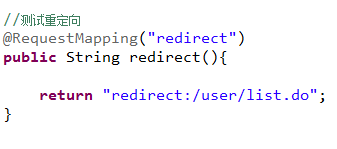 //测试重定向
@RequestMapping("redirect")
public String redirect(){
return "redirect:/user/list.do";
}